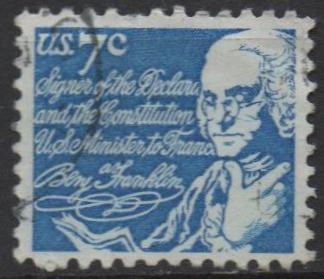 U.S. 7c
Signer of the Declara
and the Constitution
U.S. Minister to Franc
Benj Franklin